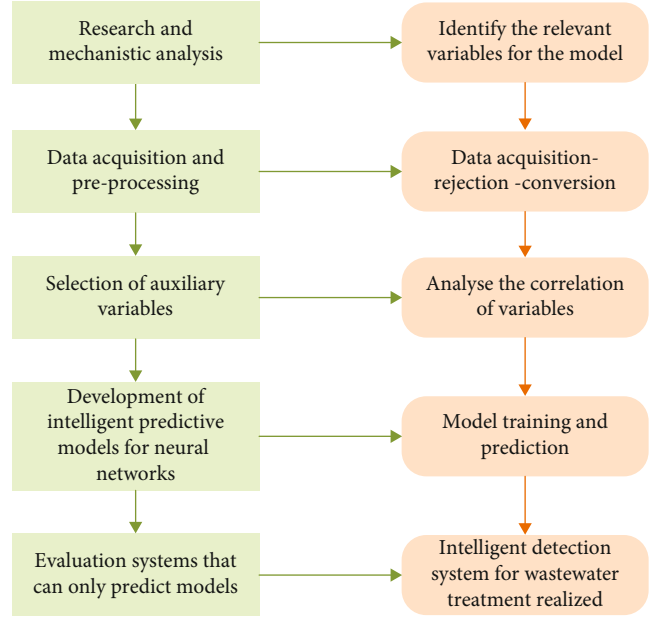 Research and
mechanistic analysis
Identify the relevant
variables for the model
Data acquisition and
pre-processing
Data acquisition-
rejection -conversion
Selection of auxiliary
variables
Analyse the correlation
of variables
Development of
intelligent predictive
models for neural
networks
Model training and
prediction
Evaluation systems that
can only predict models
Intelligent detection
system for wastewater
treatment realized